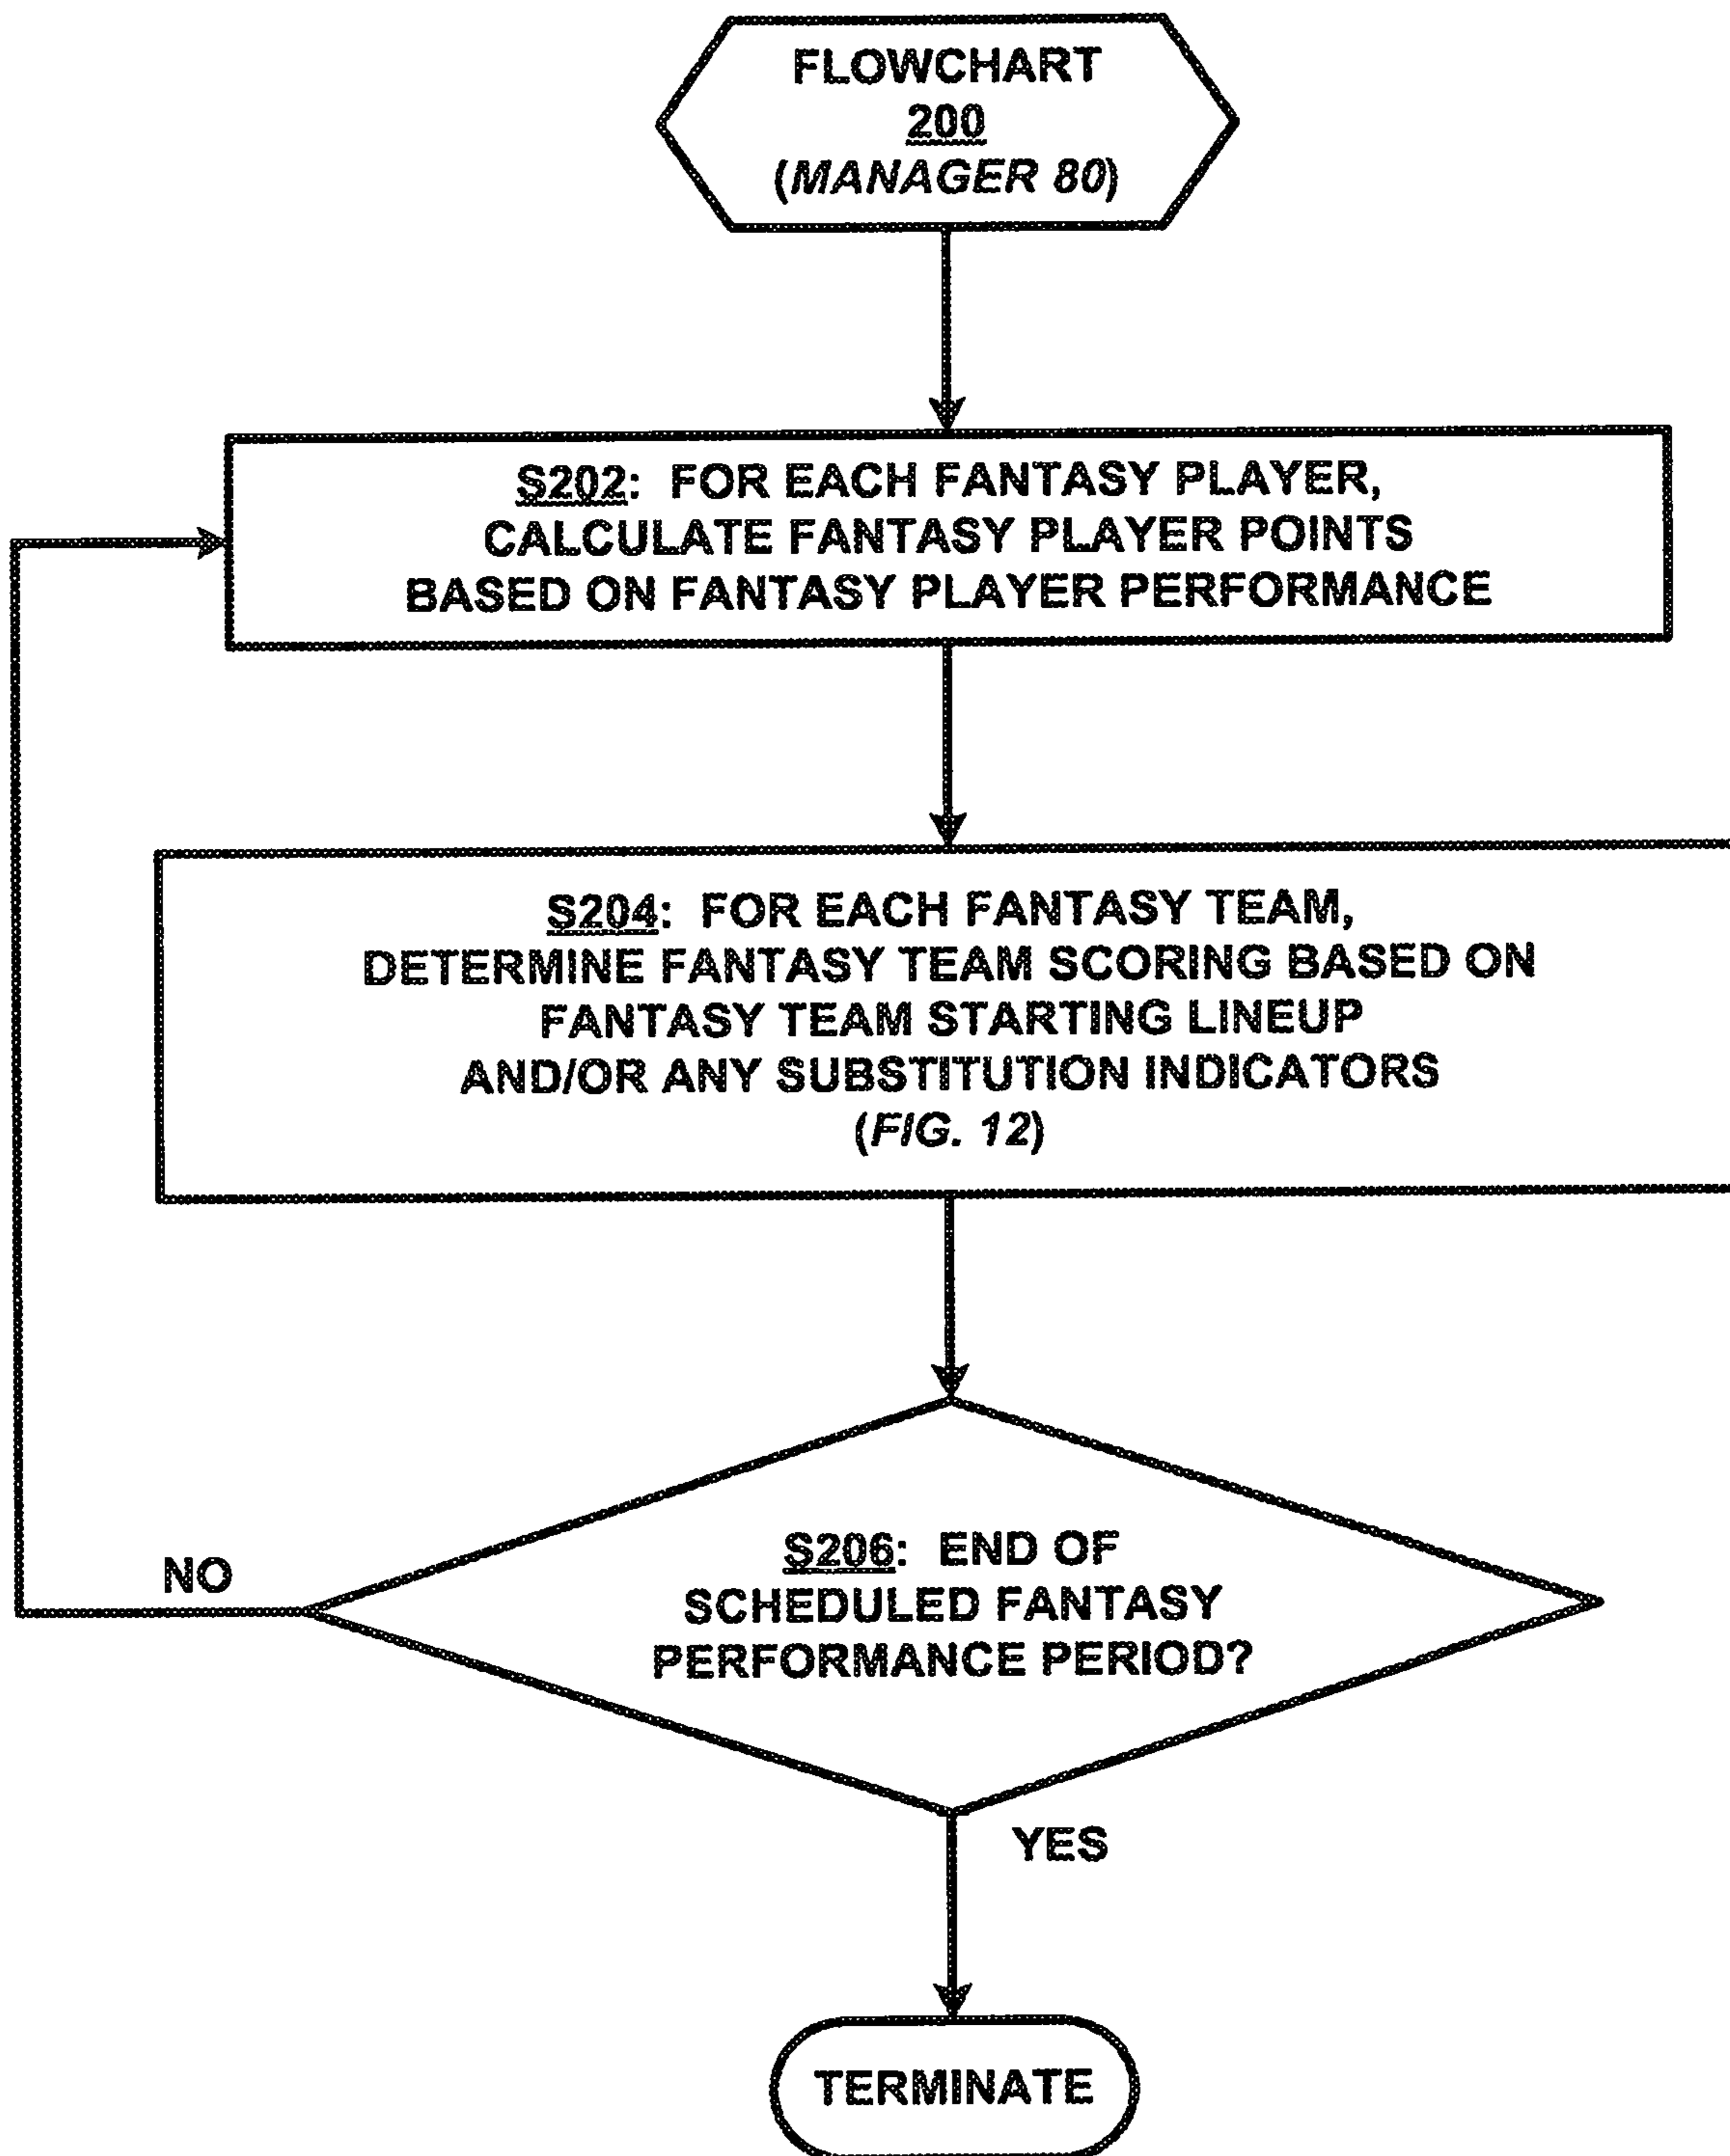 FLOWCHART
200
(MANAGER 80)
S202: FOR EACH FANTASY PLAYER,
CALCULATE FANTASY PLAYER POINTS
BASED ON FANTASY PLAYER PERFORMANCE
S204: FOR EACH FANTASY TEAM,
DETERMINE FANTASY TEAM SCORING BASED ON
FANTASY TEAM STARTING LINEUP
AND/OR ANY SUBSTITUTION INDICATORS
(FIG. 12)
S206: END OF
SCHEDULED FANTASY
PERFORMANCE PERIOD?
NO
YES
TERMINATE